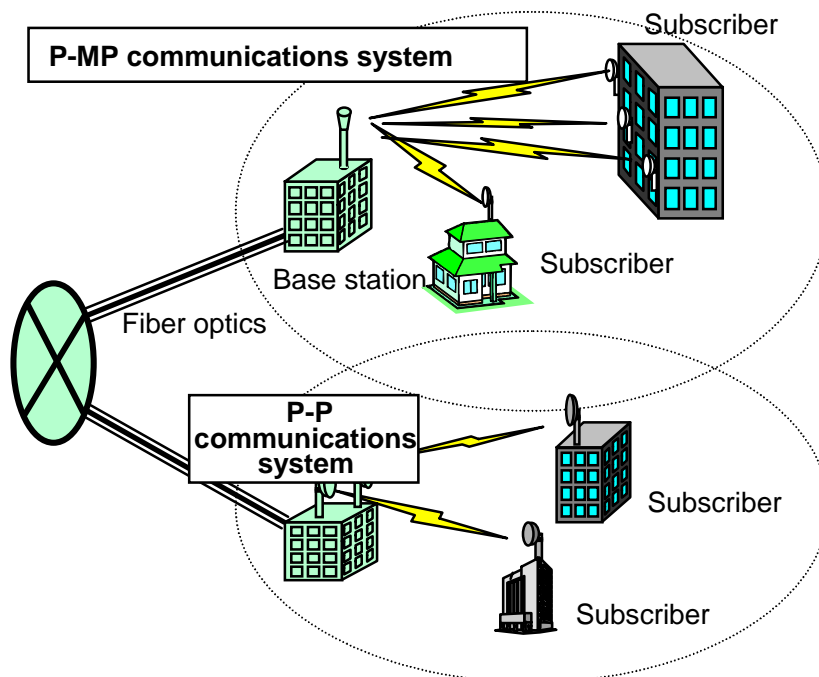 Subscriber
P-MP communications system
Subscriber
Base station
Fiber optics
P-P
communications
system
Subscriber
Subscriber